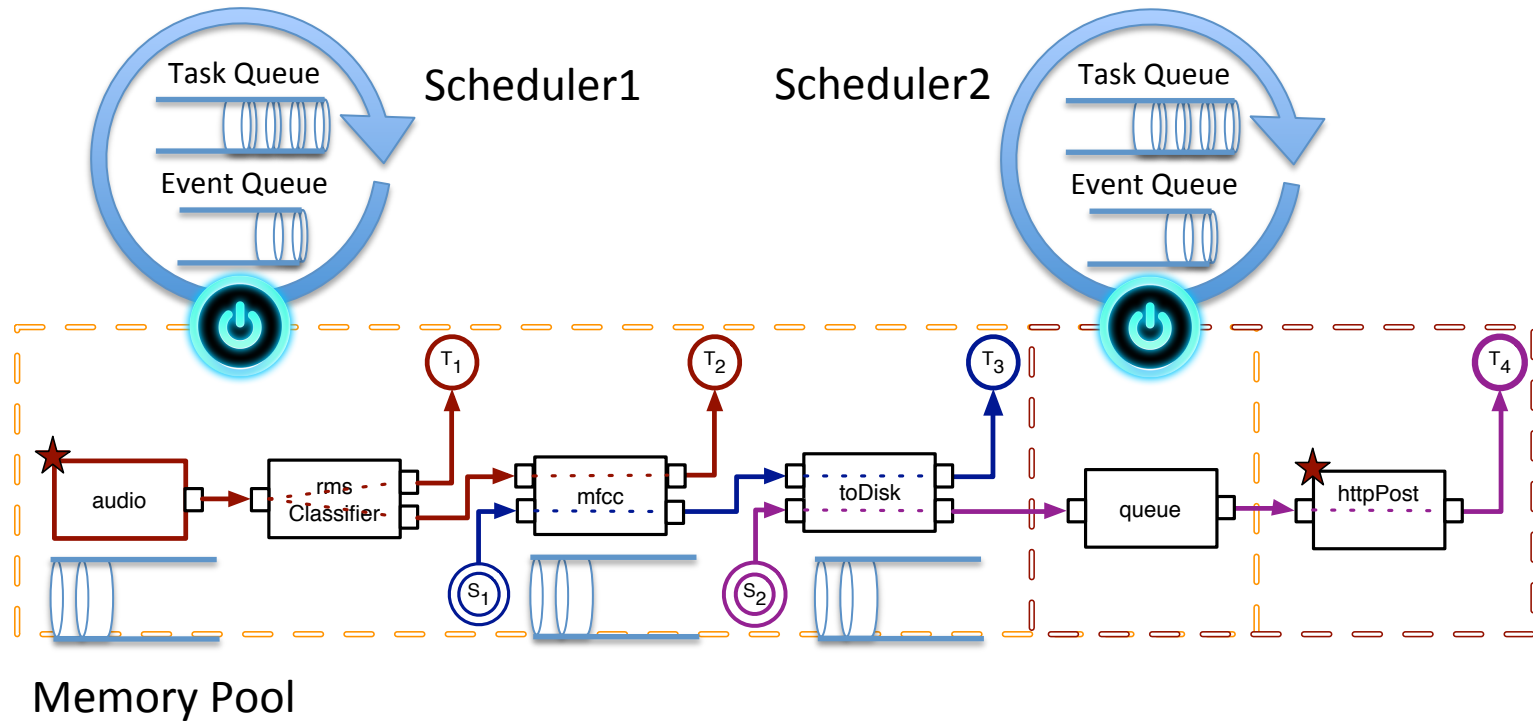 Task Queue
Scheduler1
Scheduler2
Task Queue
Event Queue
Event Queue
T1
T2
T3
T4
audio
rms
Classifier
mfcc
toDisk
queue
httpPost
S1
S2
Memory Pool